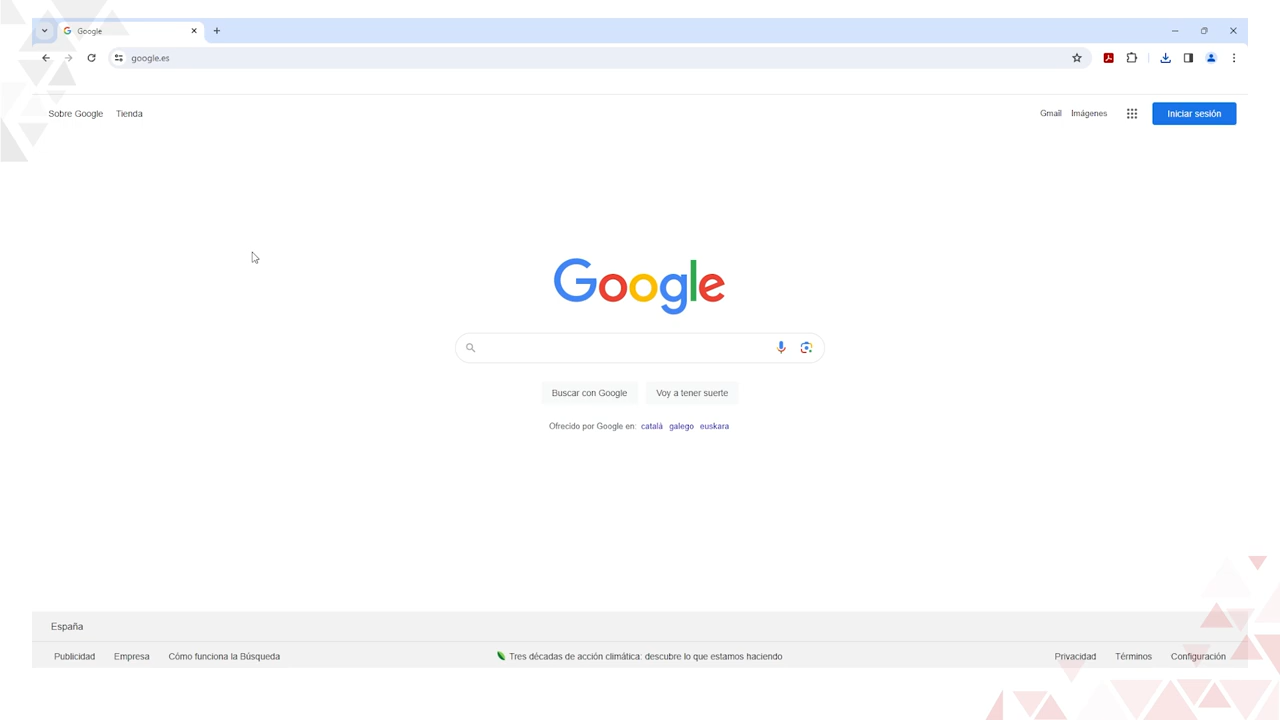 Google
google.es
Sobre Google Tienda
Gmail Imágenes Iniciar sesión
Google
Buscar con Google Voy a tener suerte
Ofrecido por Google en: català galego euskara
España
Publicidad Empresa Cómo funciona la Búsqueda Tres décadas de acción climática: descubre lo que estamos haciendo Privacidad Términos Configuración